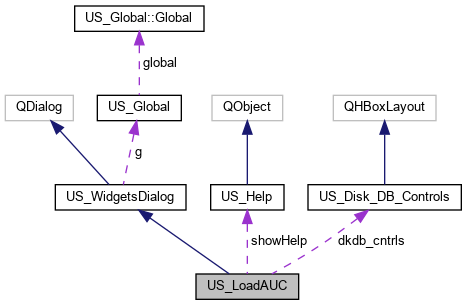 US_Global::Global
global
QDialog
US_Global
QObject
QHBoxLayout
g
US_WidgetsDialog
US_Help
US_Disk_DB_Controls
showHelp
dkdb_cntrls
US_LoadAUC